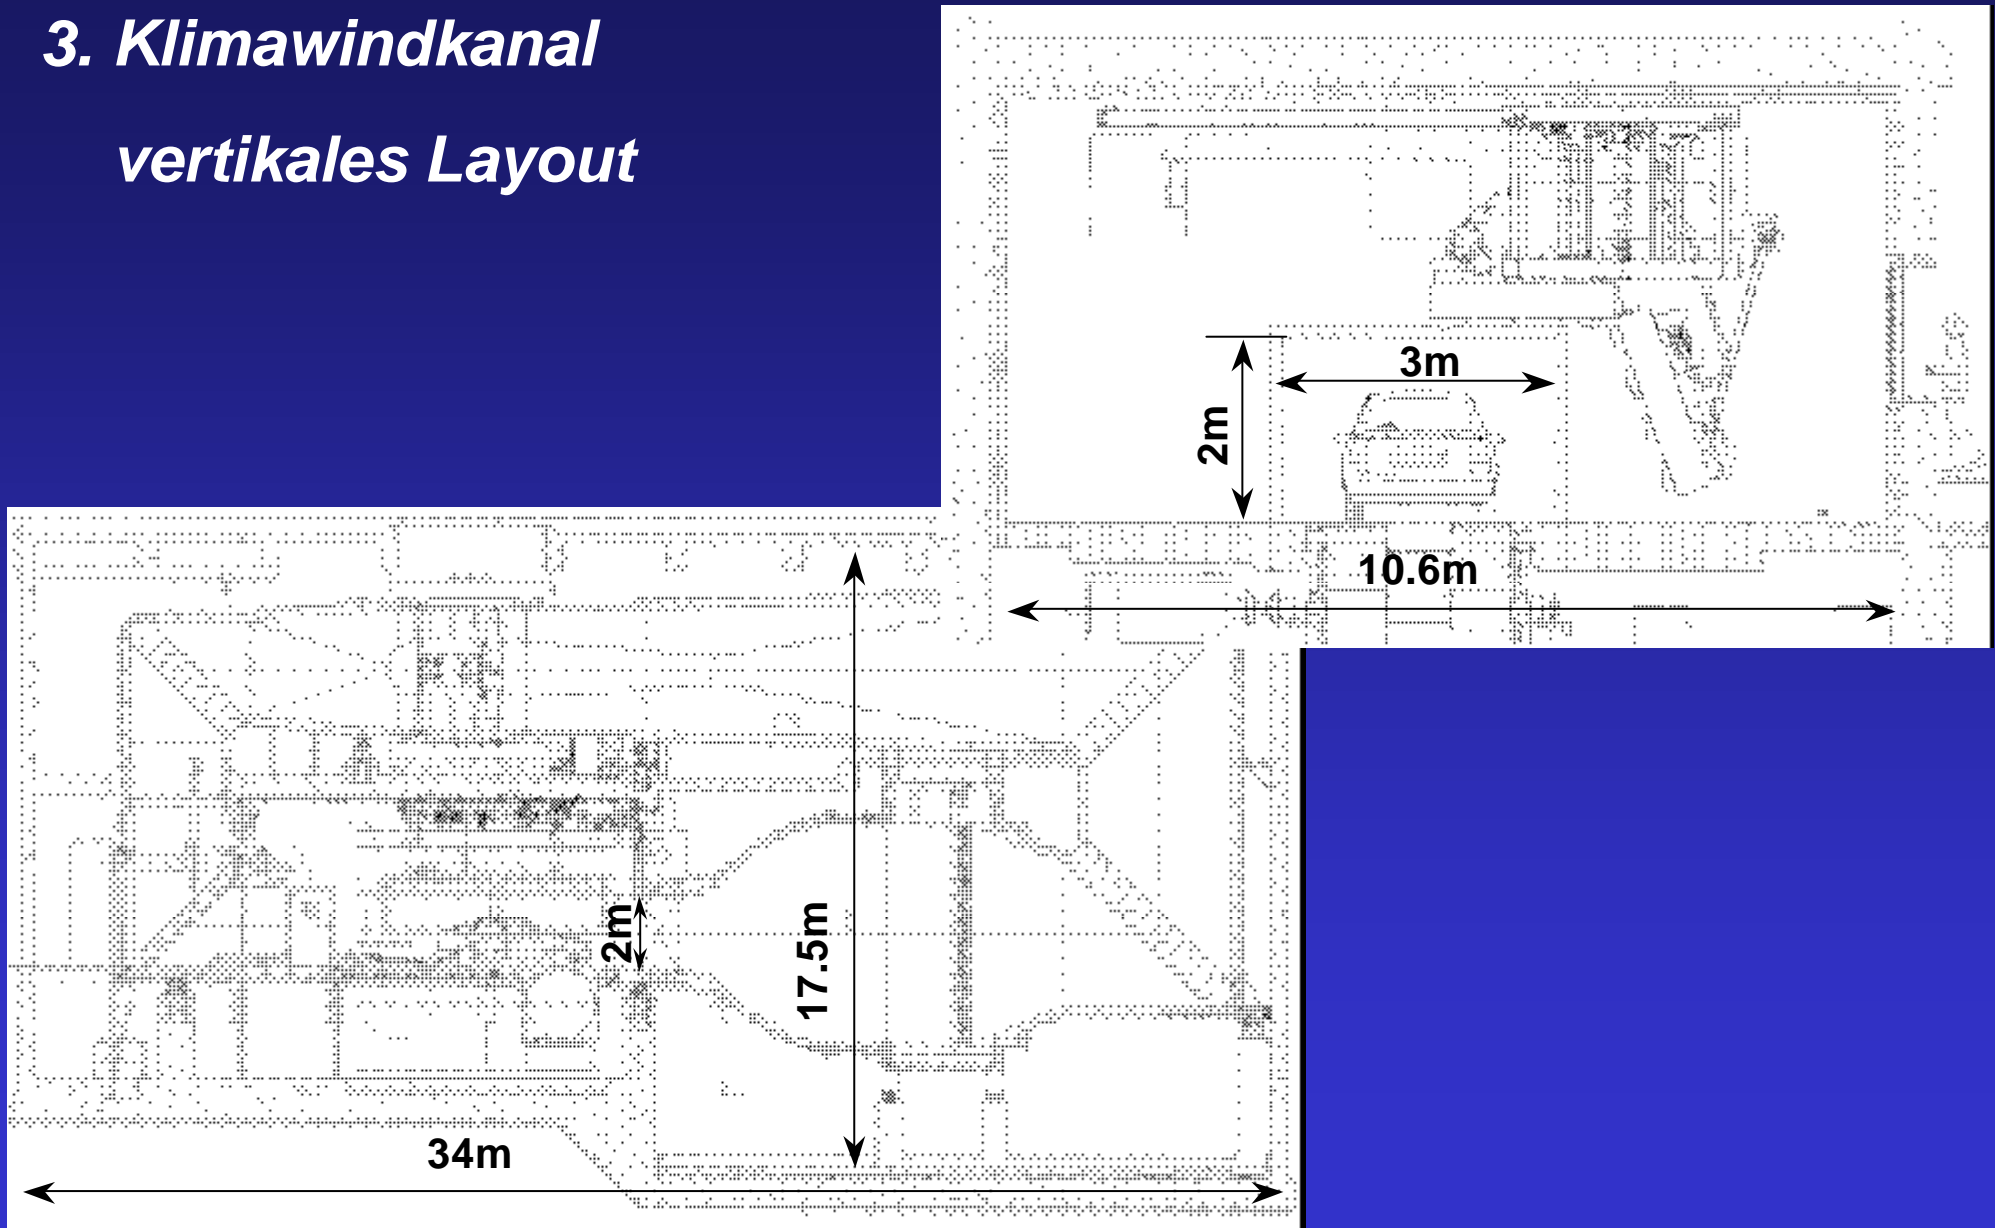 3. Klimawindkanal
vertikales Layout
3m
2m
10.6m
2m
17.5m
34m